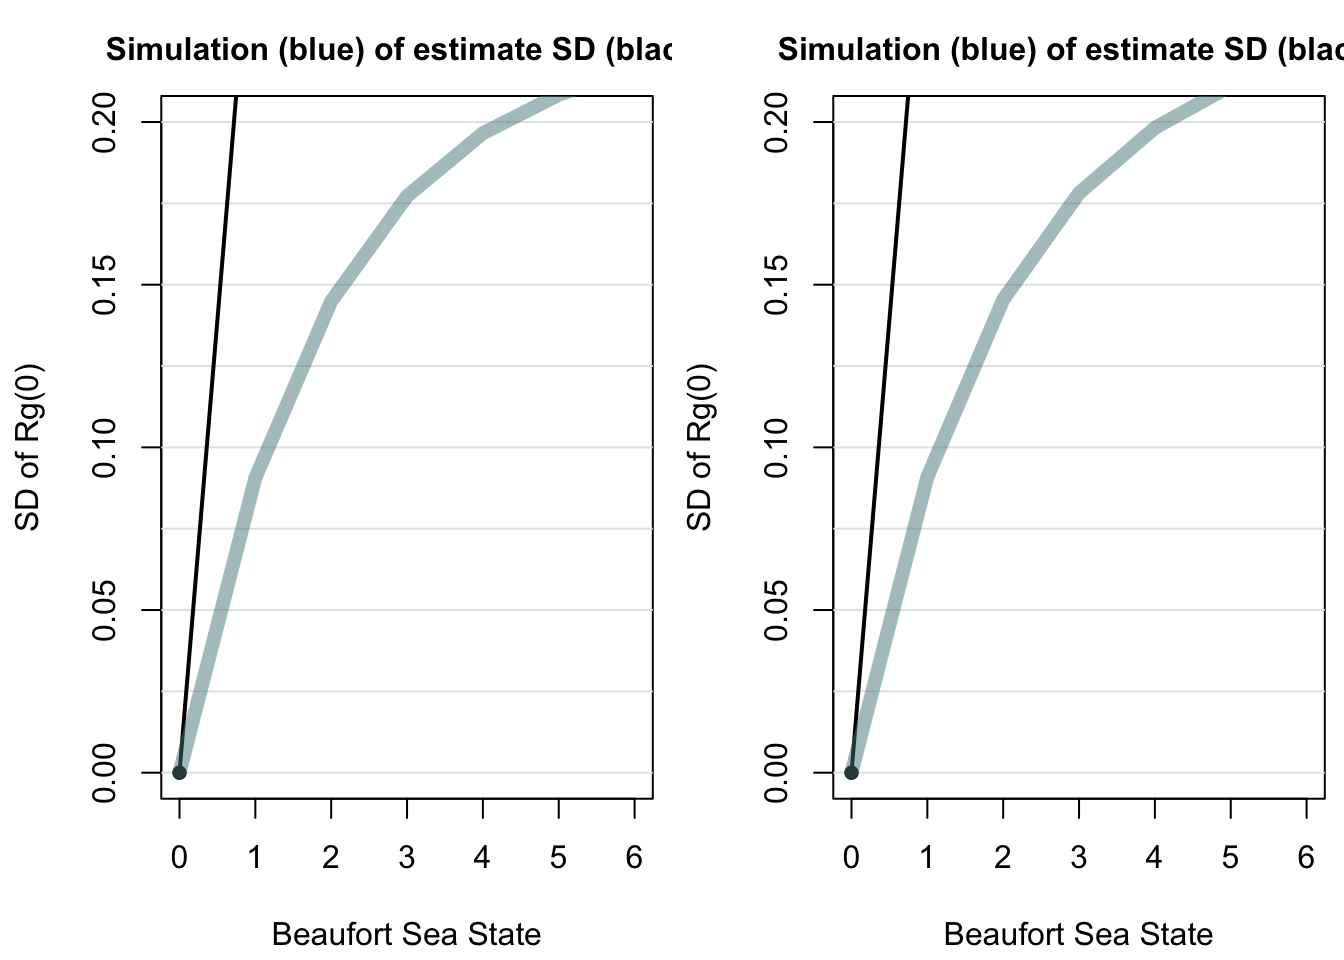 Simulation (blue) of estimate SD (blac
SD of Rg(0)
0.20
0.15
0.10
0.05
0.00
0 1 2 3 4 5 6
Beaufort Sea State
Simulation (blue) of estimate SD (blac
SD of Rg(0)
0.20
0.15
0.10
0.05
0.00
0 1 2 3 4 5 6
Beaufort Sea State